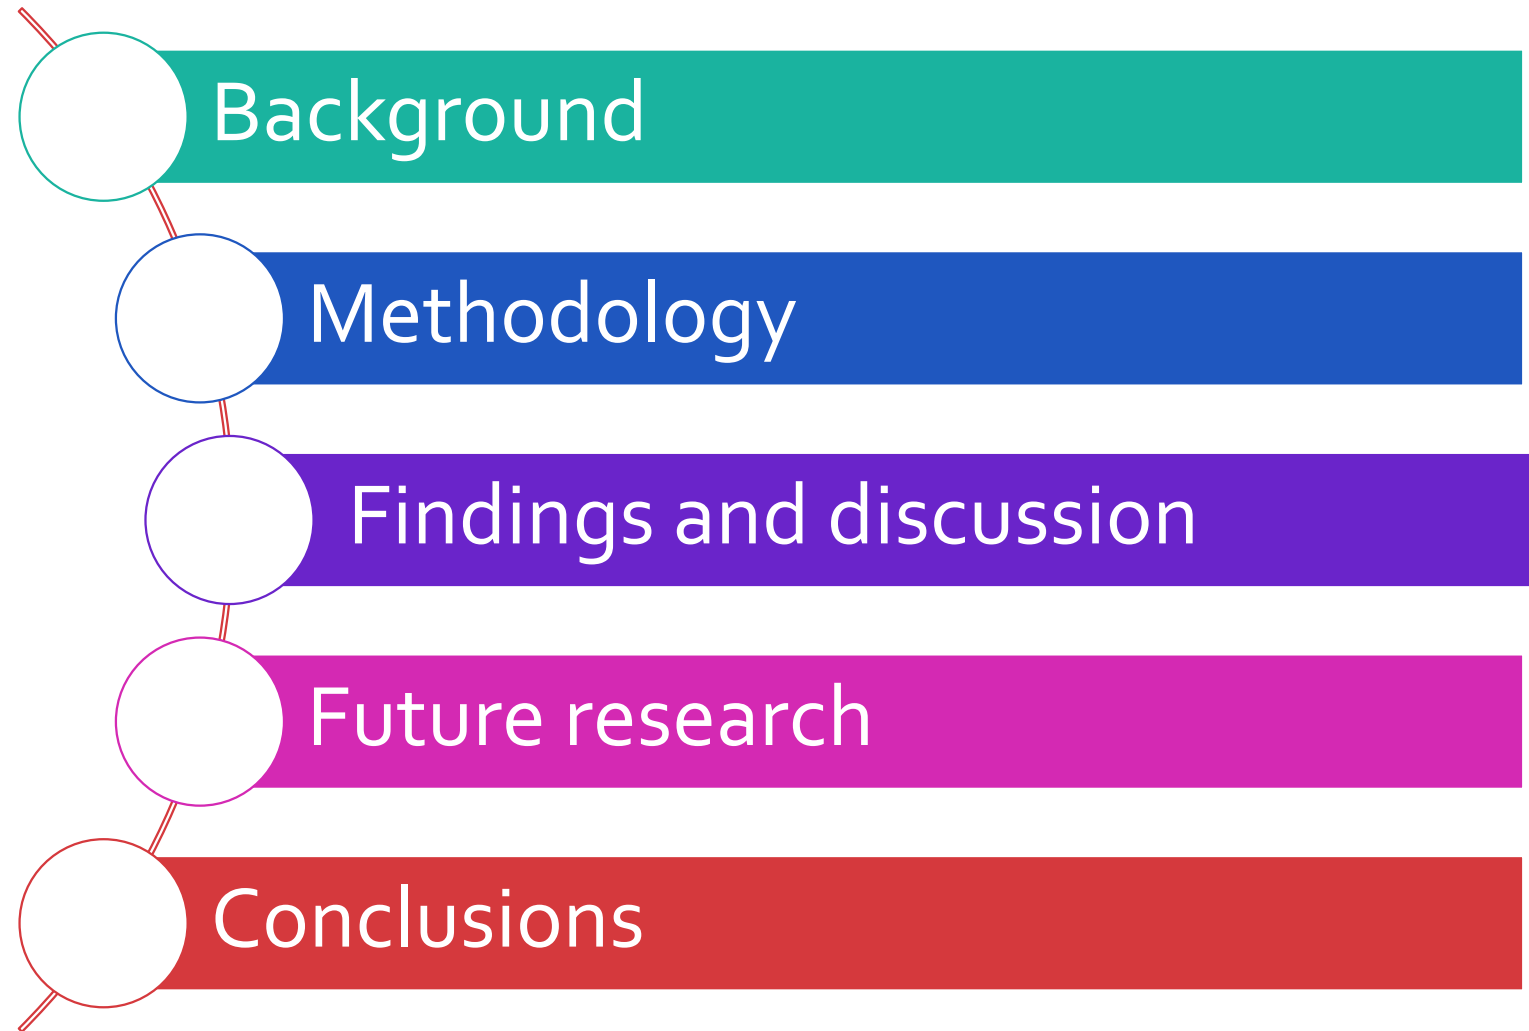 Background
Methodology
Findings and discussion
Future research
Conclusions